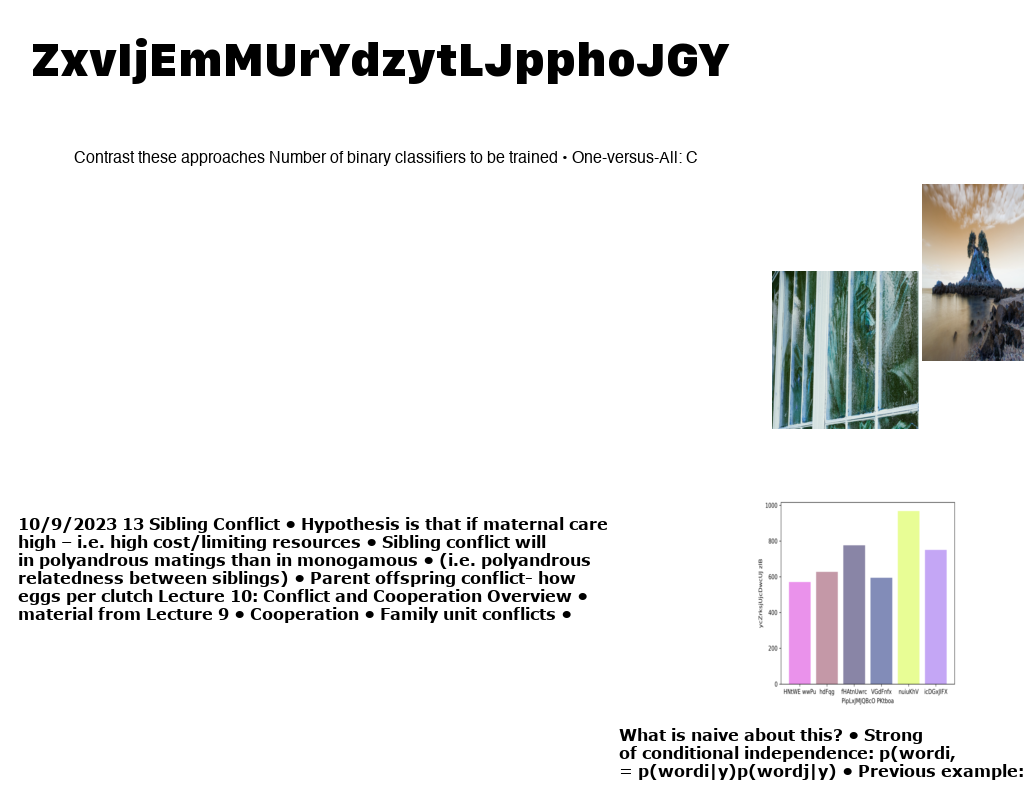 ZxvIjEmMUrYdzytLJpphoJGY
Contrast these approaches Number of binary classifiers to be trained • One-versus-All: C
10/9/2023 13 Sibling Conflict • Hypothesis is that if maternal care
high – i.e. high cost/limiting resources • Sibling conflict will
in polyandrous matings than in monogamous • (i.e. polyandrous
relatedness between siblings) • Parent offspring conflict– how
eggs per clutch Lecture 10: Conflict and Cooperation Overview •
material from Lecture 9 • Cooperation • Family unit conflicts •
1000
800
600
400
200
0
HNtWE wwPu hdFqg fHAtnUwrc VGdFnfx nuiuKhV icDGxJIFX
What is naive about this? • Strong
of conditional independence: p(wordi,
= p(wordi|y)p(wordj|y) • Previous example: